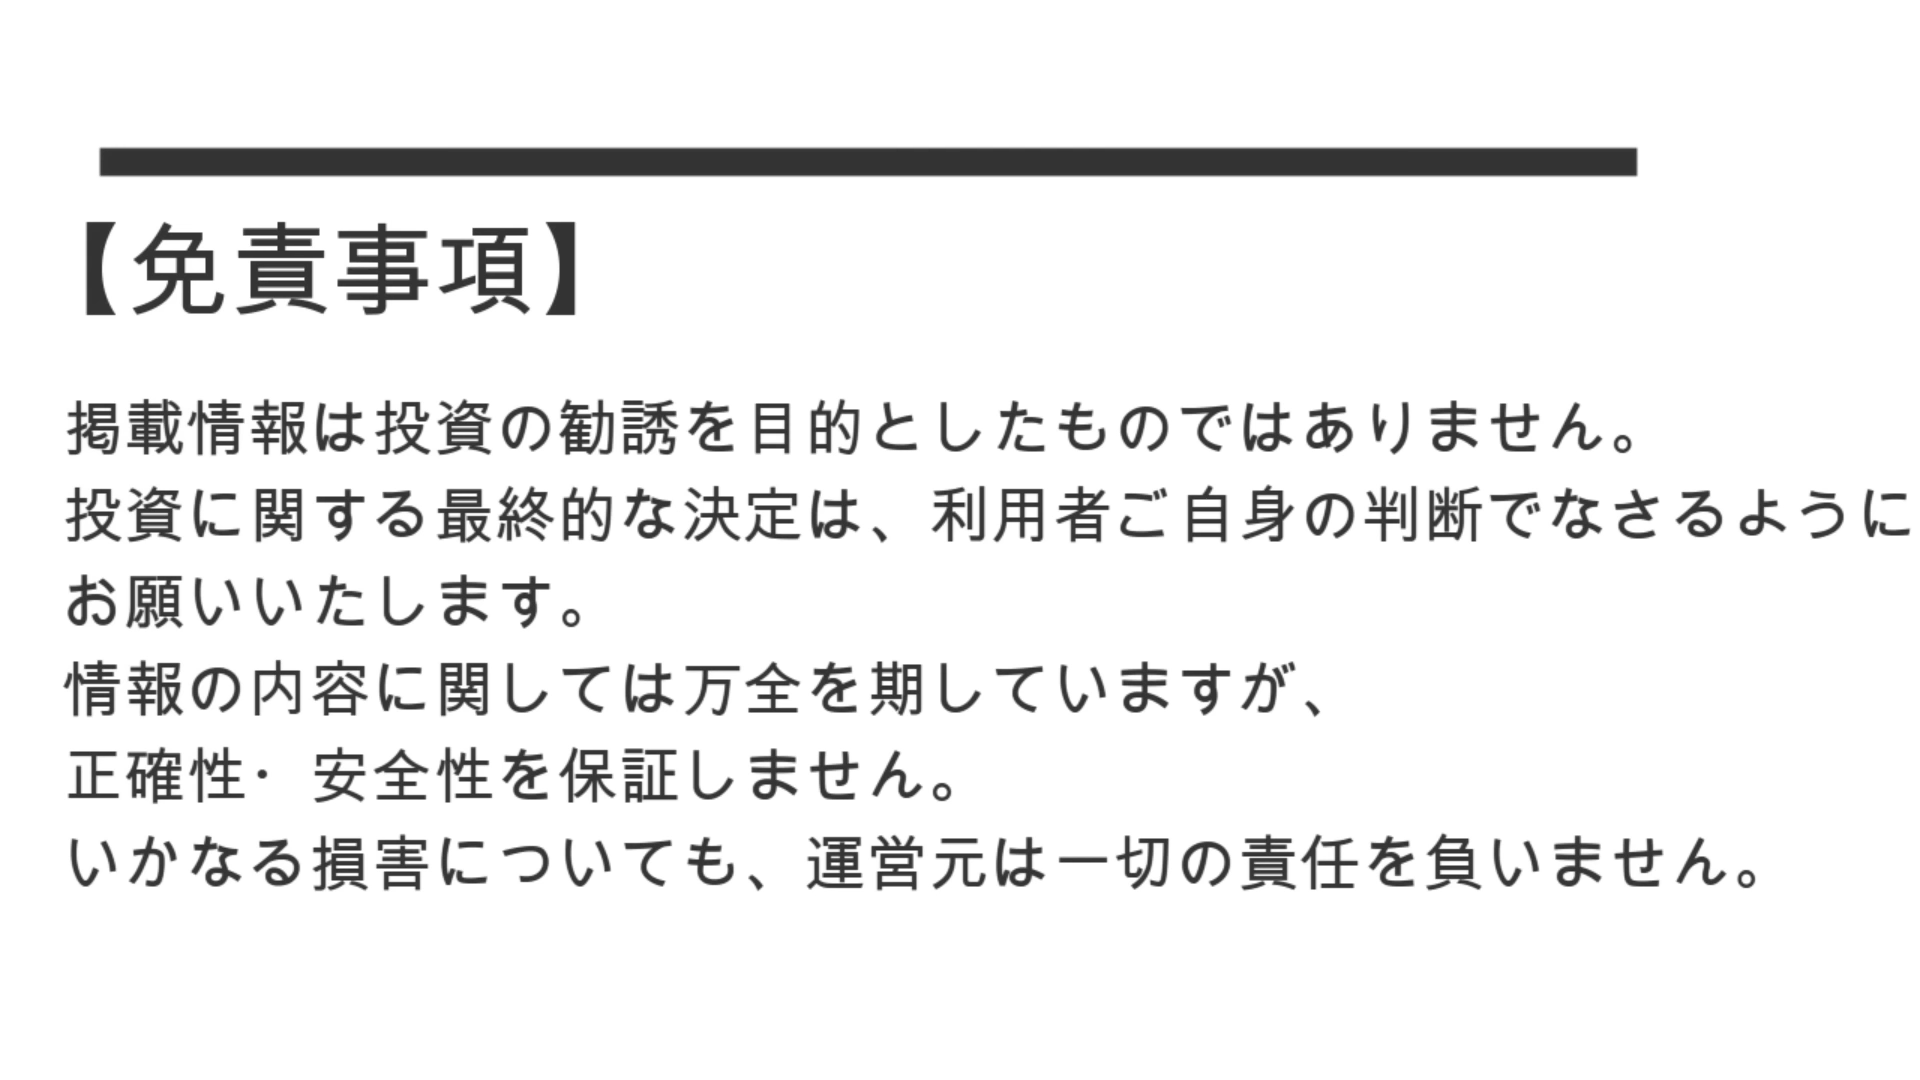 【免責事項】
掲載情報は投資の勧誘を目的としたものではありません。
投資に関する最終的な決定は、利用者ご自身の判断でなさるように
お願いいたします。
情報の内容に関しては万全を期していますが、
正確性・安全性を保証しません。
いかなる損害についても、運営元は一切の責任を負いません。